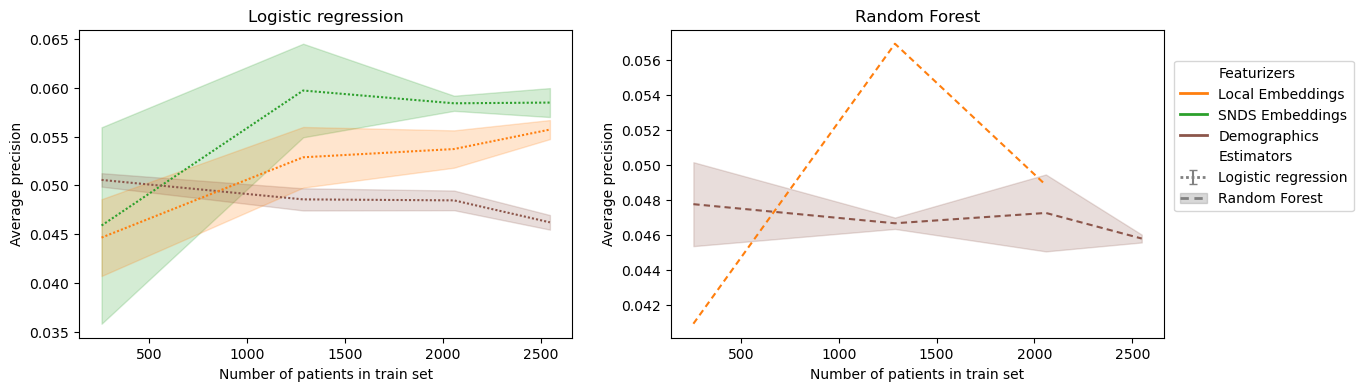 Logistic regression
Average precision
0.065
0.060
0.055
0.050
0.045
0.040
0.035
500
1000
1500
2000
2500
Number of patients in train set
Random Forest
Average precision
0.056
0.054
0.052
0.050
0.048
0.046
0.044
0.042
500
1000
1500
2000
2500
Number of patients in train set
Featurizers
Local Embeddings
SNDS Embeddings
Demographics
Estimators
Logistic regression
Random Forest